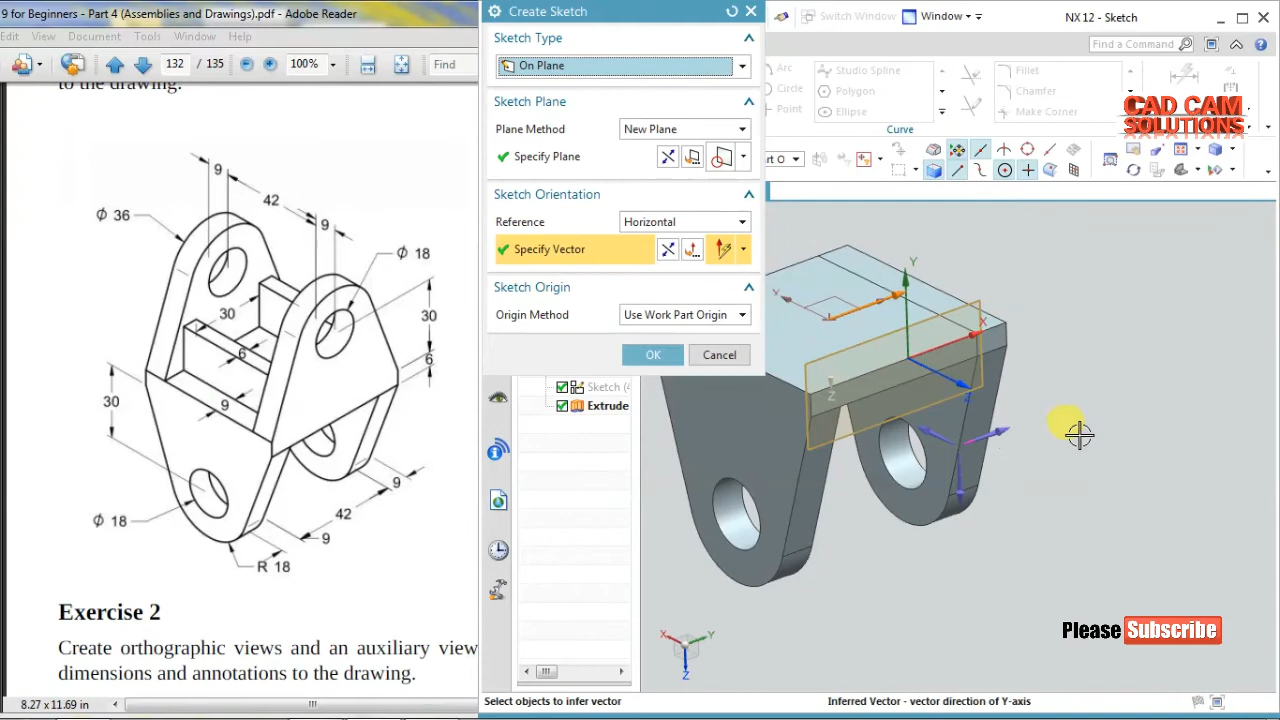 9 for Beginners - Part 4 (Assemblies and Drawings).pdf - Adobe Reader
Edit View Document Tools Window Help
132 / 135 100% Find
to the drawing.
9
42
9
Φ 36
Φ 18
30
30
6
6
9
30
9
42
Φ 18
9
R 18
Exercise 2
Create orthographic views and an auxiliary view
dimensions and annotations to the drawing.
8.27 x 11.69 in
Create Sketch
Sketch Type
On Plane
Sketch Plane
Plane Method New Plane
Specify Plane
Sketch Orientation
Reference Horizontal
Specify Vector
Sketch Origin
Origin Method Use Work Part Origin
OK Cancel
Sketch (4
Extrude
Switch Window Window NX 12 - Sketch
Find a Command
Arc Studio Spline Fillet
Circle Polygon Chamfer
Point Ellipse Make Corner
Curve
CAD CAM
SOLUTIONS
Part O
Y
X
Z
Z
X Y
Z
Please Subscribe
Select objects to infer vector Inferred Vector - vector direction of Y-axis